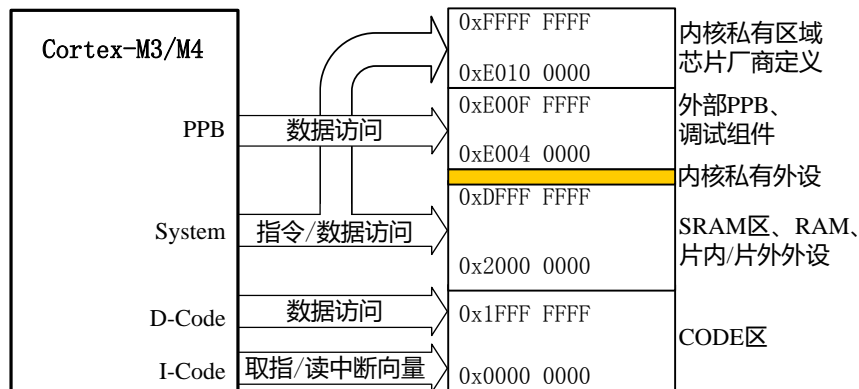 Cortex-M3/M4
PPB
System
D-Code
I-Code
数据访问
指令/数据访问
数据访问
取指/读中断向量
0xFFFF FFFF
0xE010 0000
0xE00F FFFF
0xE004 0000
0xDFFF FFFF
0x2000 0000
0x1FFF FFFF
0x0000 0000
内核私有区域
芯片厂商定义
外部PPB、
调试组件
内核私有外设
SRAM区、RAM、
片内/片外外设
CODE区